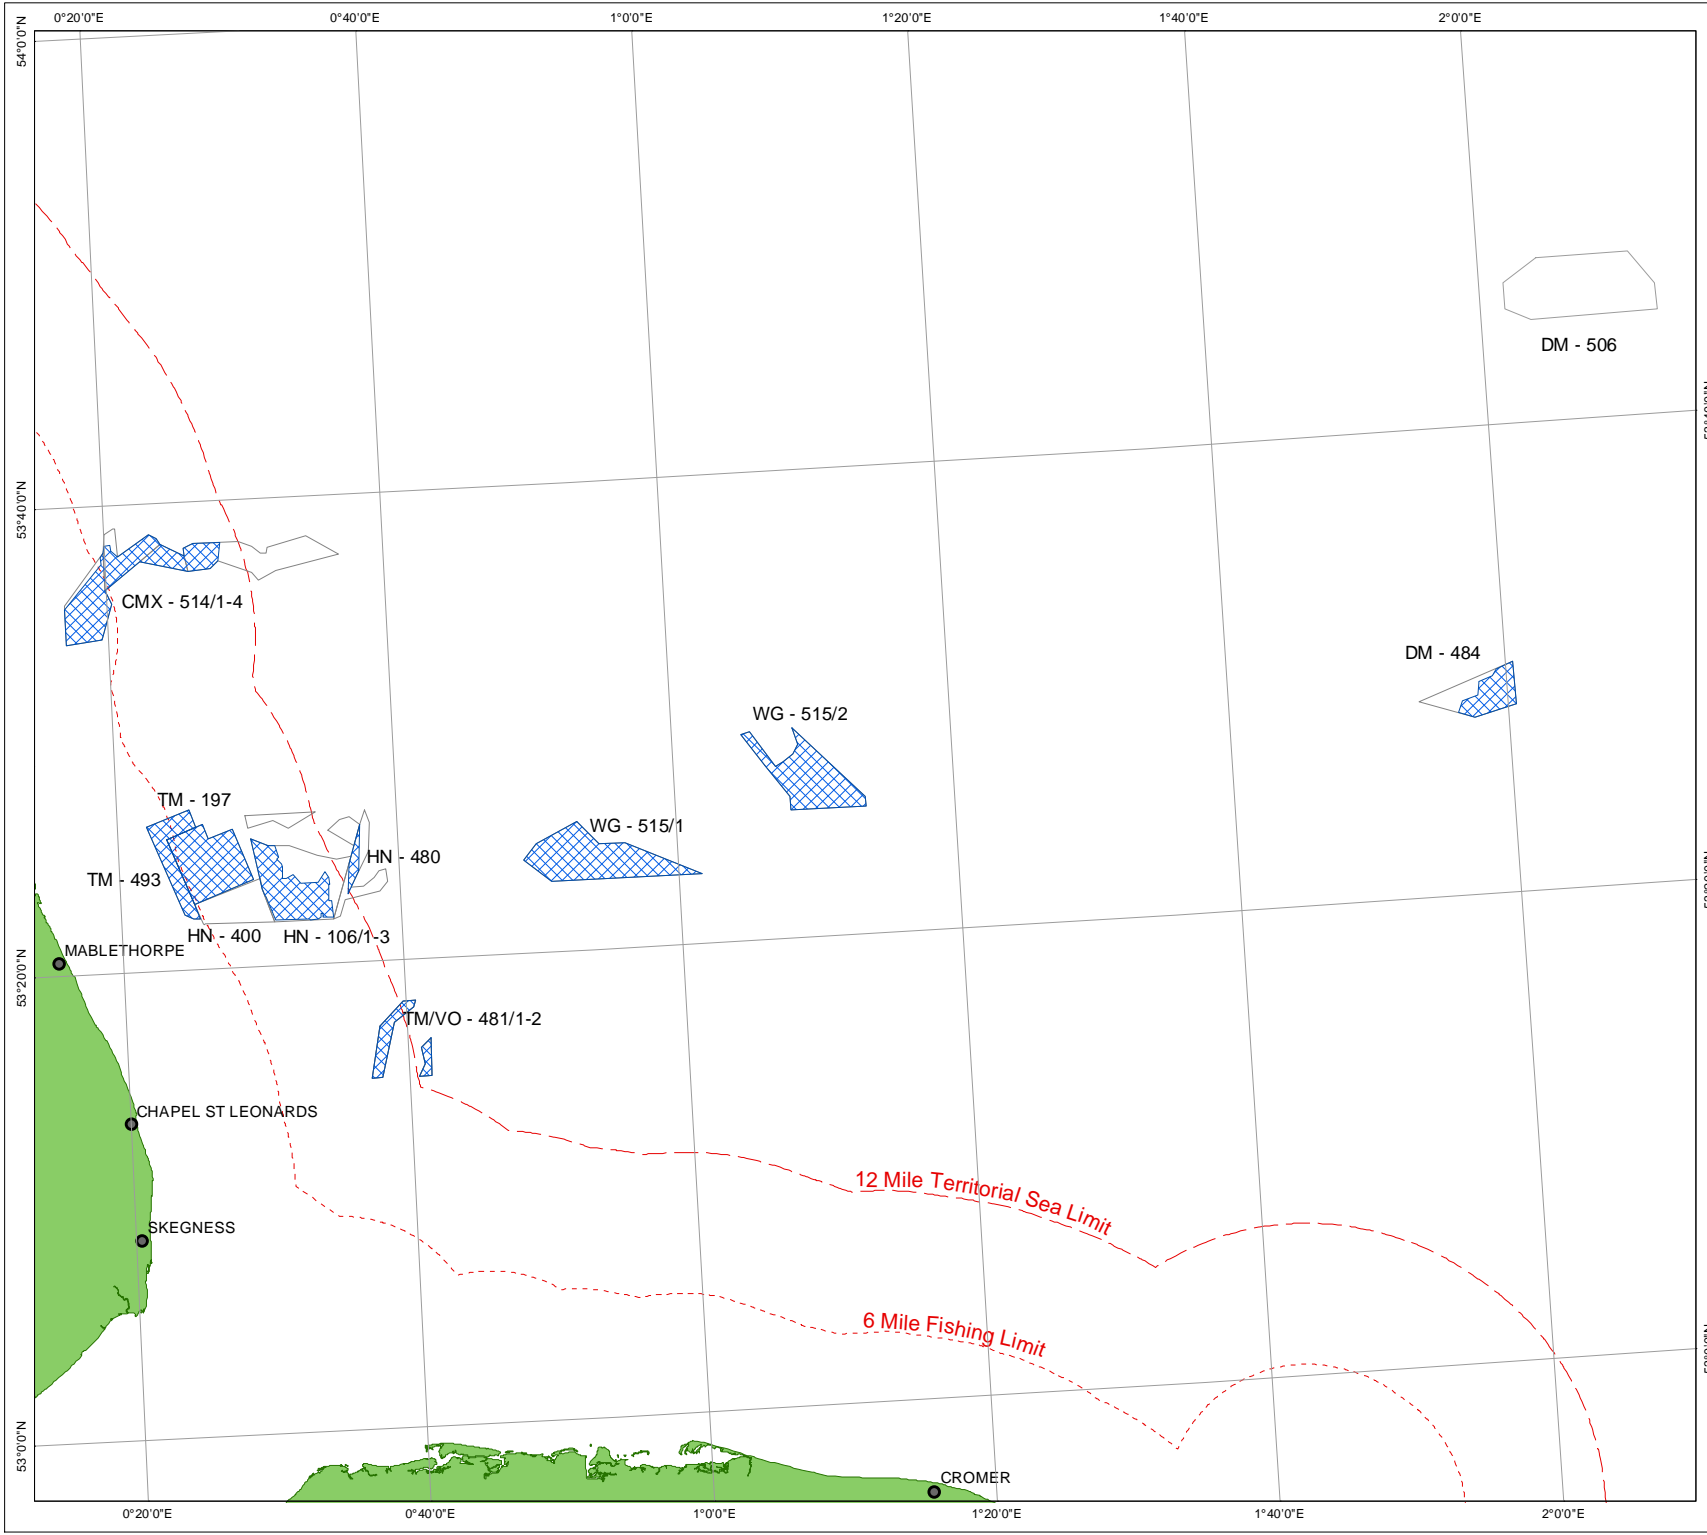 0°20'0"E
0°40'0"E
1°0'0"E
1°20'0"E
1°40'0"E
2°0'0"E
54°0'0"N
DM - 506
53°40'0"N
CMX - 514/1-4
DM - 484
WG - 515/2
TM - 197
WG - 515/1
HN - 480
TM - 493
HN - 400
HN - 106/1-3
MABLETHORPE
53°20'0"N
TM/VO - 481/1-2
CHAPEL ST LEONARDS
12 Mile Territorial Sea Limit
SKEGNESS
6 Mile Fishing Limit
53°0'0"N
CROMER
0°20'0"E
0°40'0"E
1°0'0"E
1°20'0"E
1°40'0"E
2°0'0"E